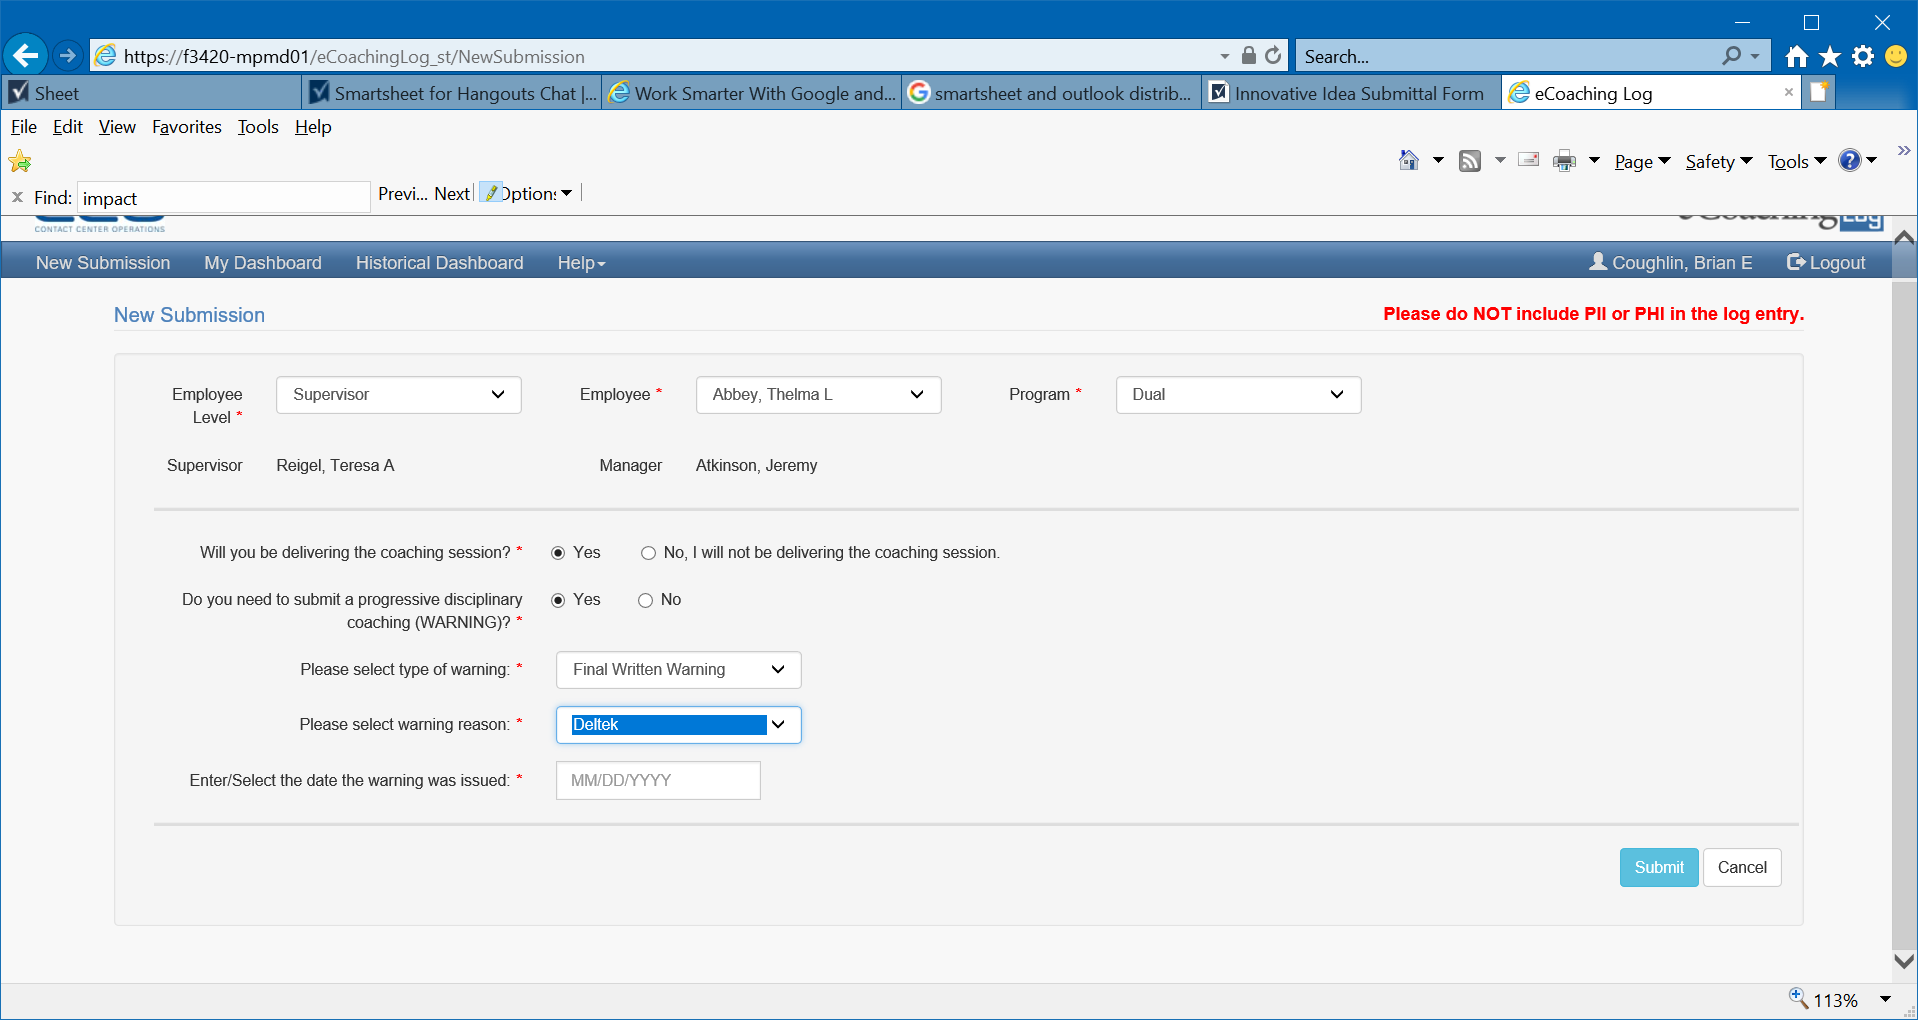 https://f3420-mpmd01/eCoachingLog_st/NewSubmission
Search...
Sheet
Smartsheet for Hangouts Chat |...
Work Smarter With Google and...
smartsheet and outlook distrib...
Innovative Idea Submittal Form
eCoaching Log
File Edit View Favorites Tools Help
Page Safety Tools
x Find: impact Previ... Next Options
CONTACT CENTER OPERATIONS
eCoaching Log
New Submission My Dashboard Historical Dashboard Help Coughlin, Brian E Logout
New Submission
Please do NOT include PII or PHI in the log entry.
Employee Level * Supervisor
Employee * Abbey, Thelma L
Program * Dual
Supervisor Reigel, Teresa A
Manager Atkinson, Jeremy
Will you be delivering the coaching session? * Yes No, I will not be delivering the coaching session.
Do you need to submit a progressive disciplinary
coaching (WARNING)? * Yes No
Please select type of warning: * Final Written Warning
Please select warning reason: * Deltek
Enter/Select the date the warning was issued: * MM/DD/YYYY
Submit Cancel
113%